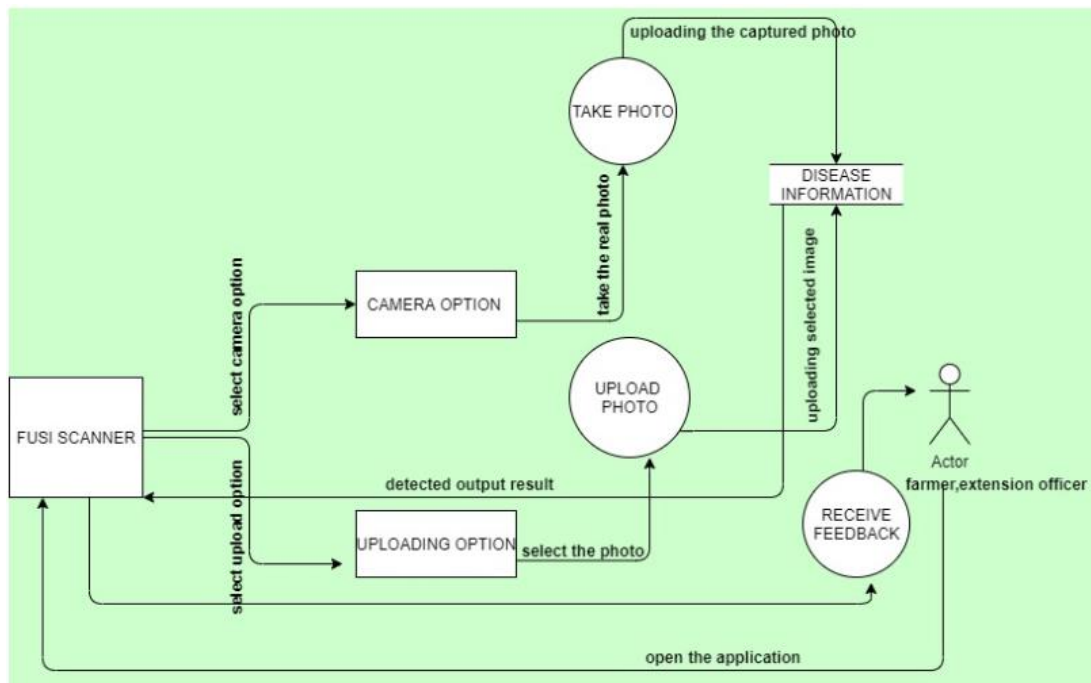 uploading the captured photo
TAKE PHOTO
DISEASE
INFORMATION
take the real photo
uploading selected image
select camera option
CAMERA OPTION
UPLOAD
PHOTO
FUSI SCANNER
Actor
farmer,extension officer
detected output result
RECEIVE
FEEDBACK
select upload option
UPLOADING OPTION
select the photo
open the application